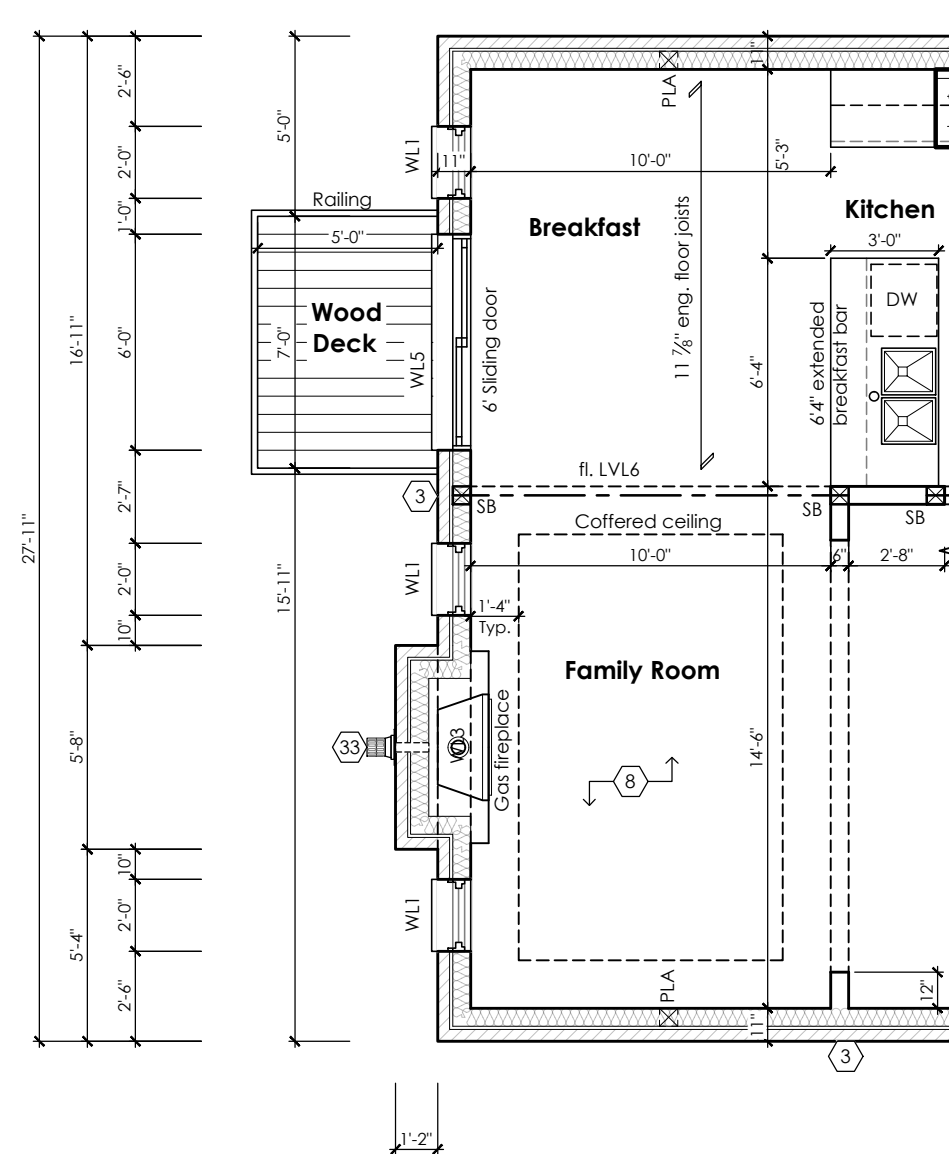 11"
2'-6"
5'-0"
PLA
2'-0"
WL1
11"
10'-0"
5'-3"
1'-0"
Railing
Breakfast
Kitchen
5'-0"
3'-0"
11 7/8" eng. floor joists
DW
Wood
Deck
16'-11"
6'-0"
7'-0"
WL5
6' Sliding door
6'-4"
6'4" extended
breakfast bar
fl. LVL6
2'-7"
3
SB
SB
SB
Coffered ceiling
27'-11"
10'-0"
6"
2'-8"
2'-0"
15'-11"
WL1
1'-4"
Typ.
10"
Family Room
5'-8"
33
Gas fireplace
14'-6"
8
10"
5'-4"
2'-0"
WL1
2'-6"
PLA
12"
11"
3
1'-2"